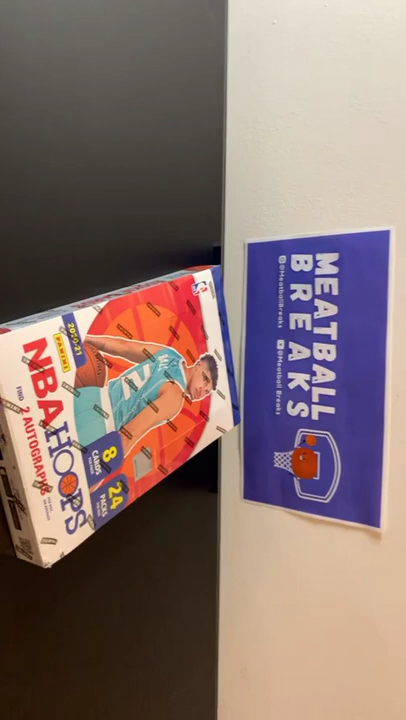 MEATBALL
BREAKS
@MeatballBreaks
@Meatball Breaks
2020-21
PANINI
NBA HOOPS
FIND 2 AUTOGRAPHS
8
CARDS
24
PACKS